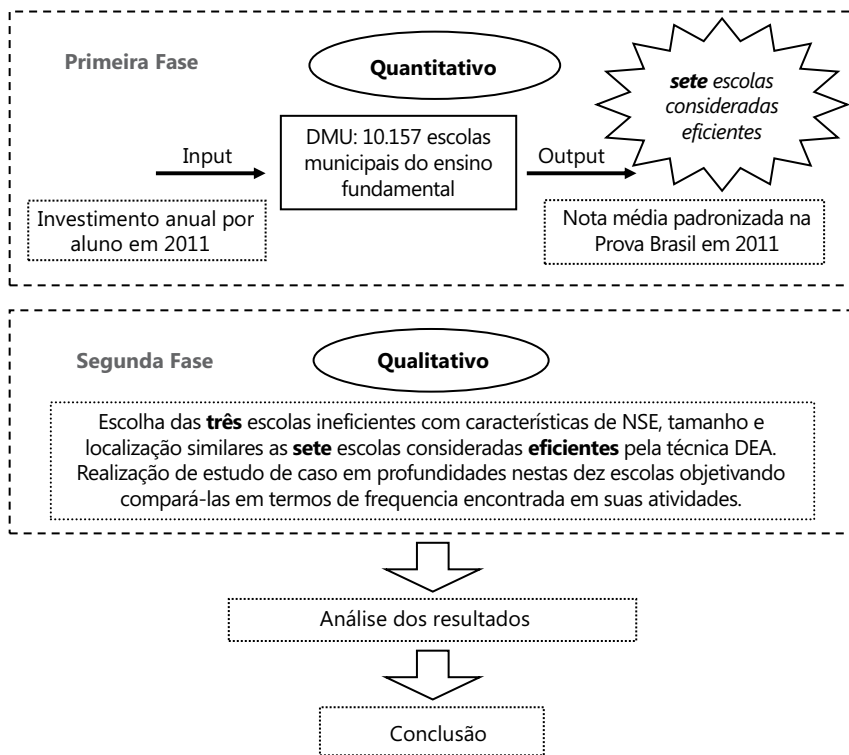 Primeira Fase
Quantitativo
sete escolas
consideradas
eficientes
Input
DMU: 10.157 escolas
municipais do ensino
fundamental
Output
Investimento anual por
aluno em 2011
Nota média padronizada na
Prova Brasil em 2011
Segunda Fase
Qualitativo
Escolha das três escolas ineficientes com características de NSE, tamanho e
localização similares as sete escolas consideradas eficientes pela técnica DEA.
Realização de estudo de caso em profundidades nestas dez escolas objetivando
compará-las em termos de frequencia encontrada em suas atividades.
Análise dos resultados
Conclusão